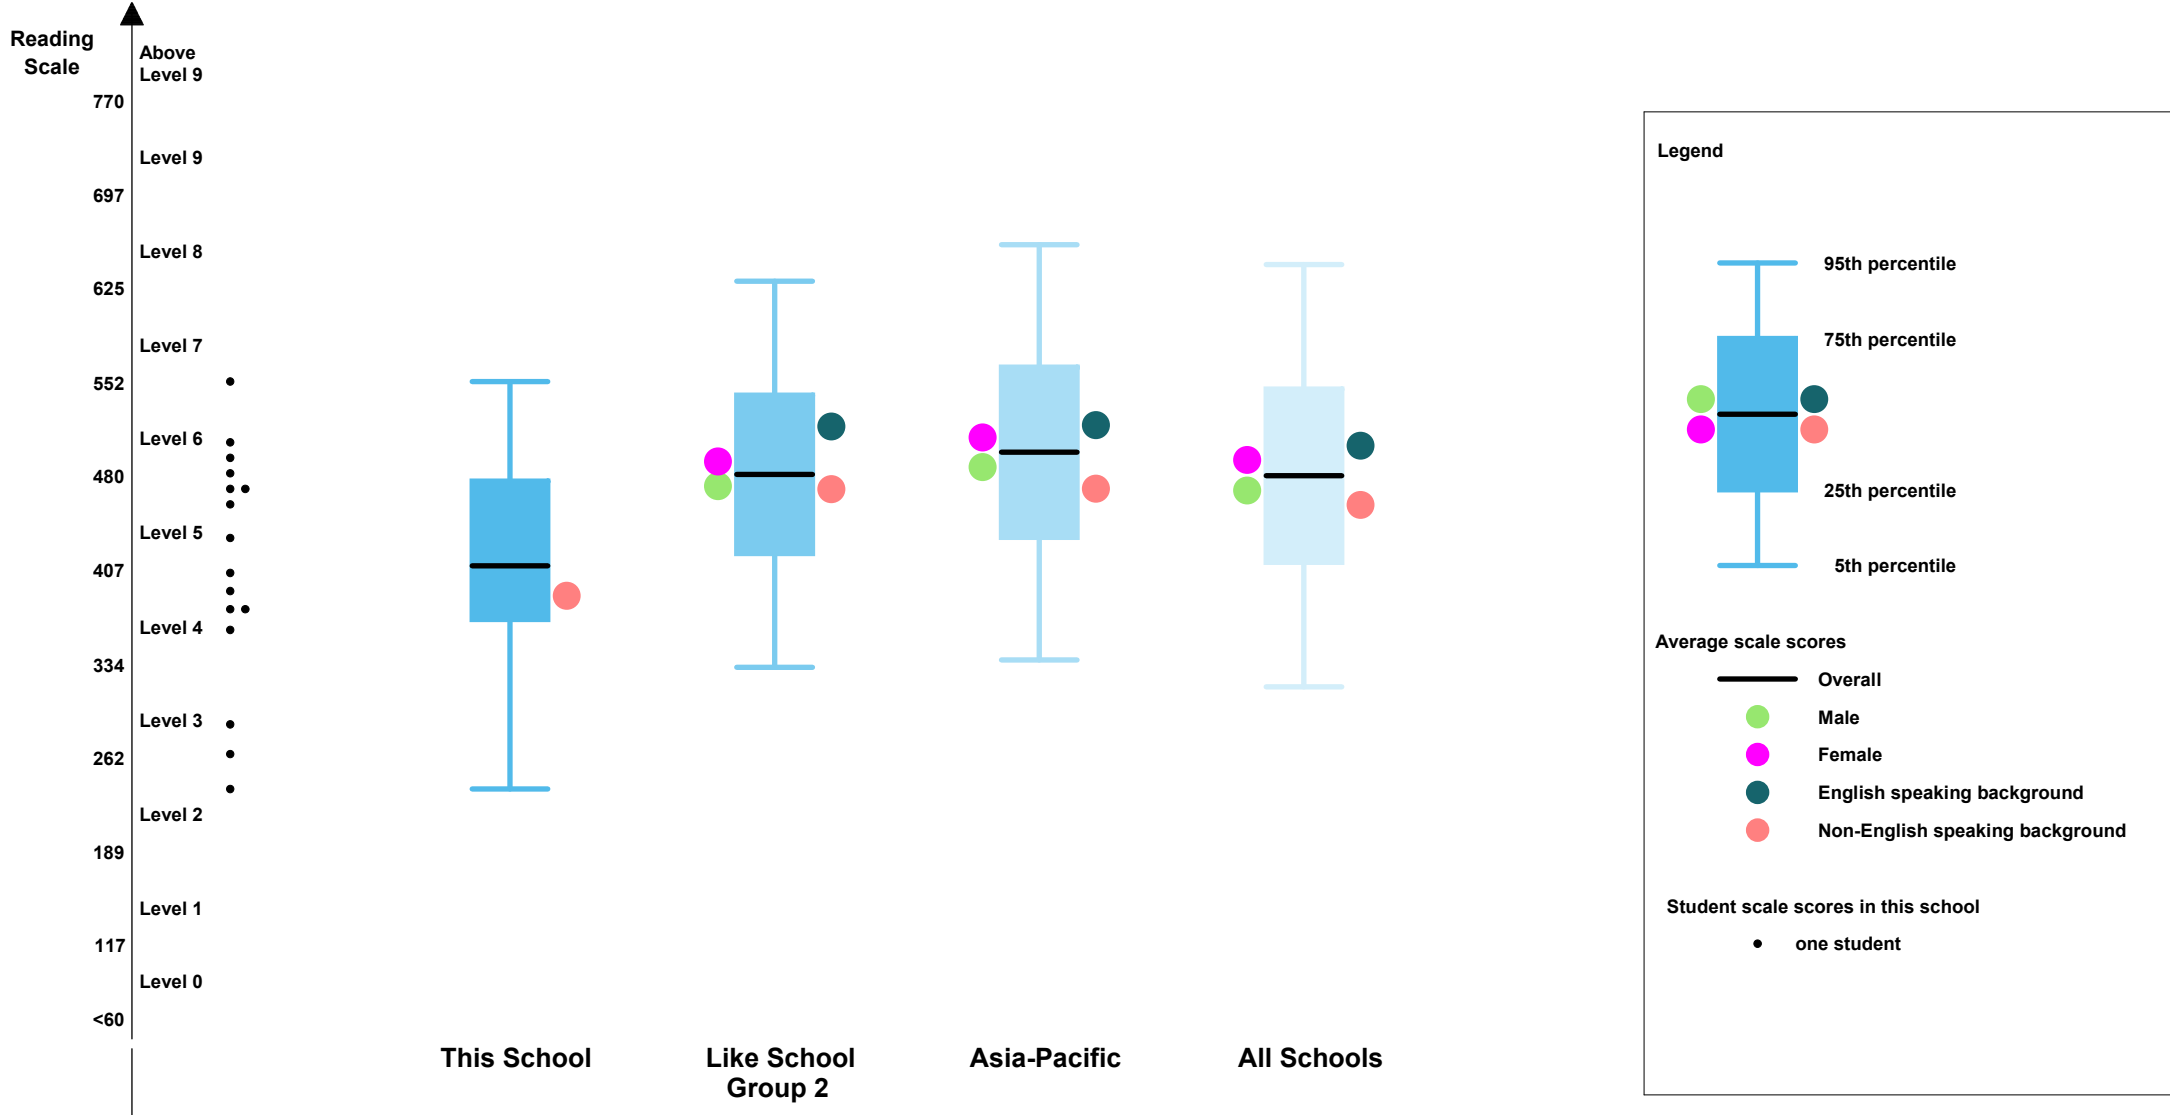 Reading
Scale
Above
Level 9
770
Level 9
697
Level 8
625
Level 7
552
Level 6
480
Level 5
407
Level 4
334
Level 3
262
Level 2
189
Level 1
117
Level 0
<60
This School
Like School
Group 2
Asia-Pacific
All Schools
Legend
95th percentile
75th percentile
25th percentile
5th percentile
Average scale scores
Overall
Male
Female
English speaking background
Non-English speaking background
Student scale scores in this school
one student